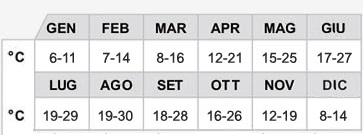 GEN FEB MAR APR MAG GIU
°C 6-11 7-14 8-16 12-21 15-25 17-27
LUG AGO SET OTT NOV DIC
°C 19-29 19-30 18-28 16-26 12-19 8-14